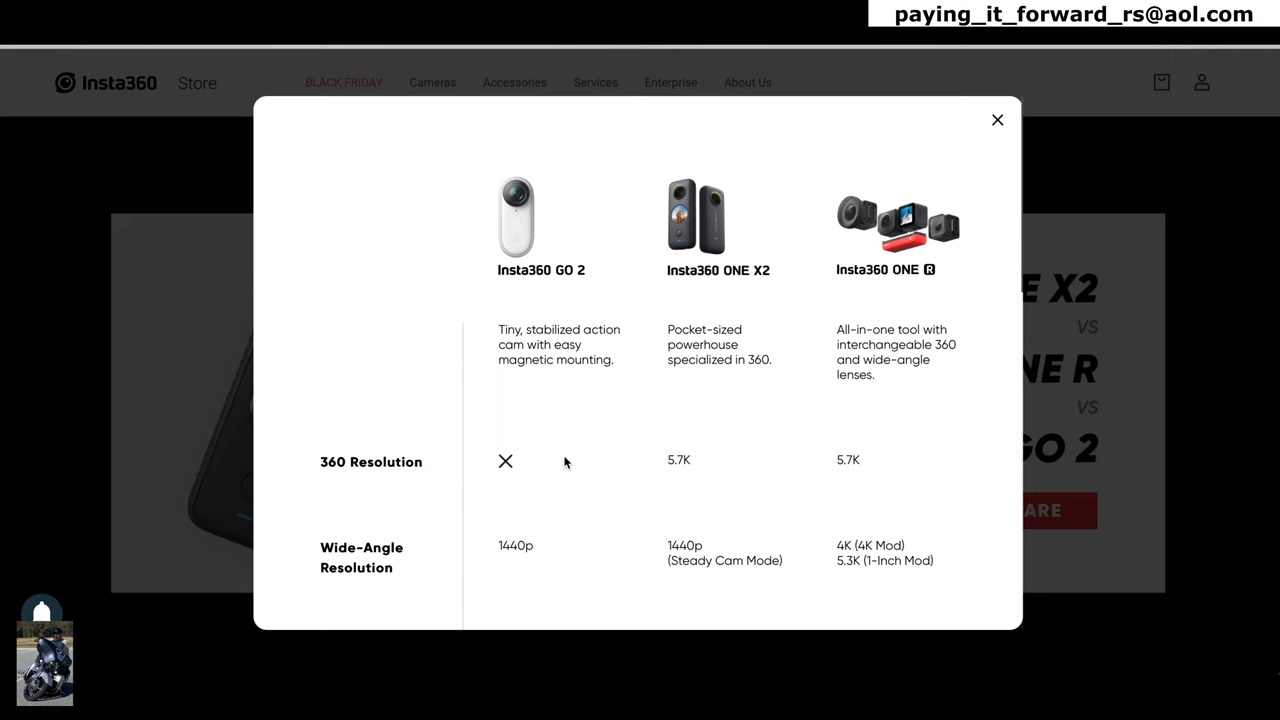 paying_it_forward_rs@aol.com
Insta360 Store BLACK FRIDAY Cameras Accessories Services Enterprise About Us
Insta360 GO 2
Insta360 ONE X2
Insta360 ONE R
Tiny, stabilized action
cam with easy
magnetic mounting.
Pocket-sized
powerhouse
specialized in 360.
All-in-one tool with
interchangeable 360
and wide-angle
lenses.
360 Resolution
5.7K
5.7K
Wide-Angle
Resolution
1440p
1440p
(Steady Cam Mode)
4K (4K Mod)
5.3K (1-Inch Mod)
E X2
VS
NE R
VS
GO 2
ARE